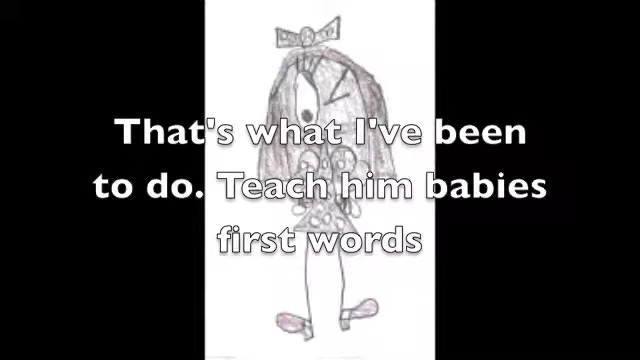 That's what I've been
to do. Teach him babies
first words